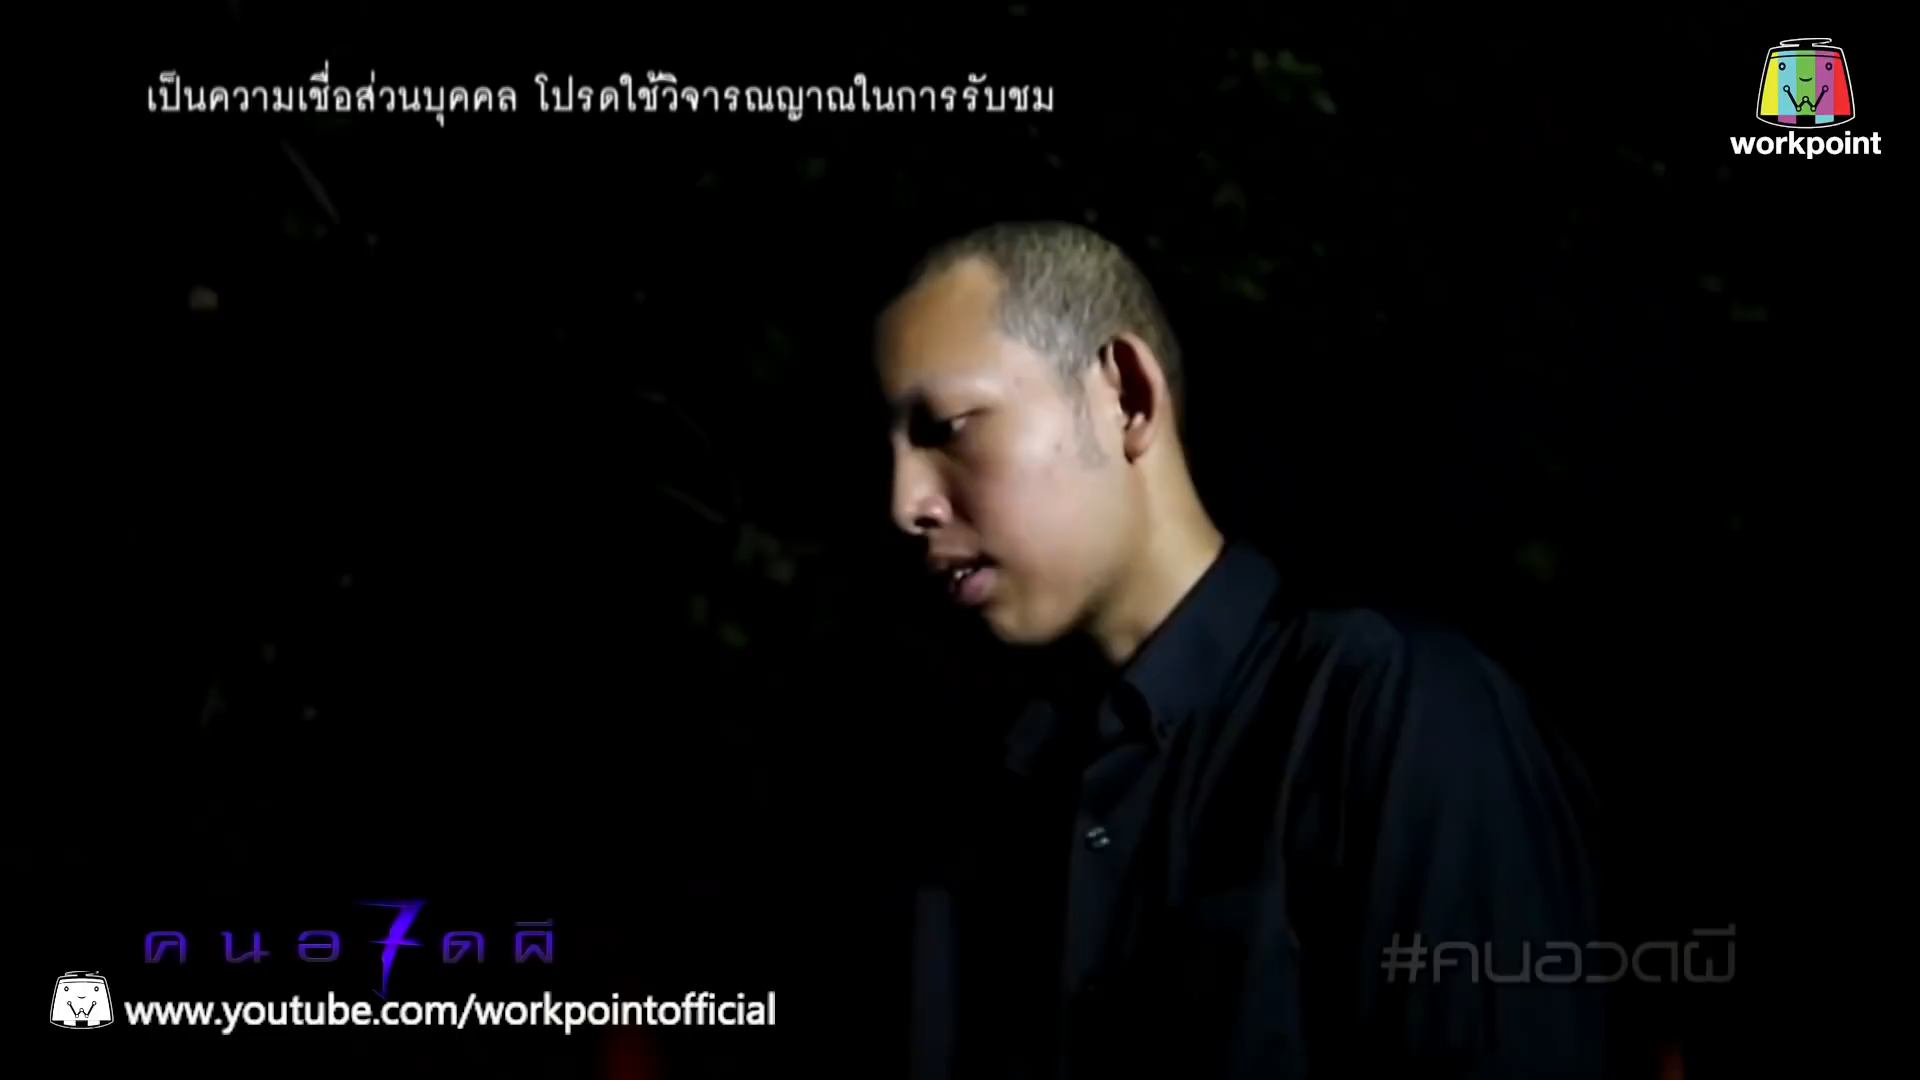 เป็นความเชื่อส่วนบุคคล โปรดใช้วิจารณญาณในการรับชม
workpoint
คนอ7ดผี
#คนอวดผี
www.youtube.com/workpointofficial